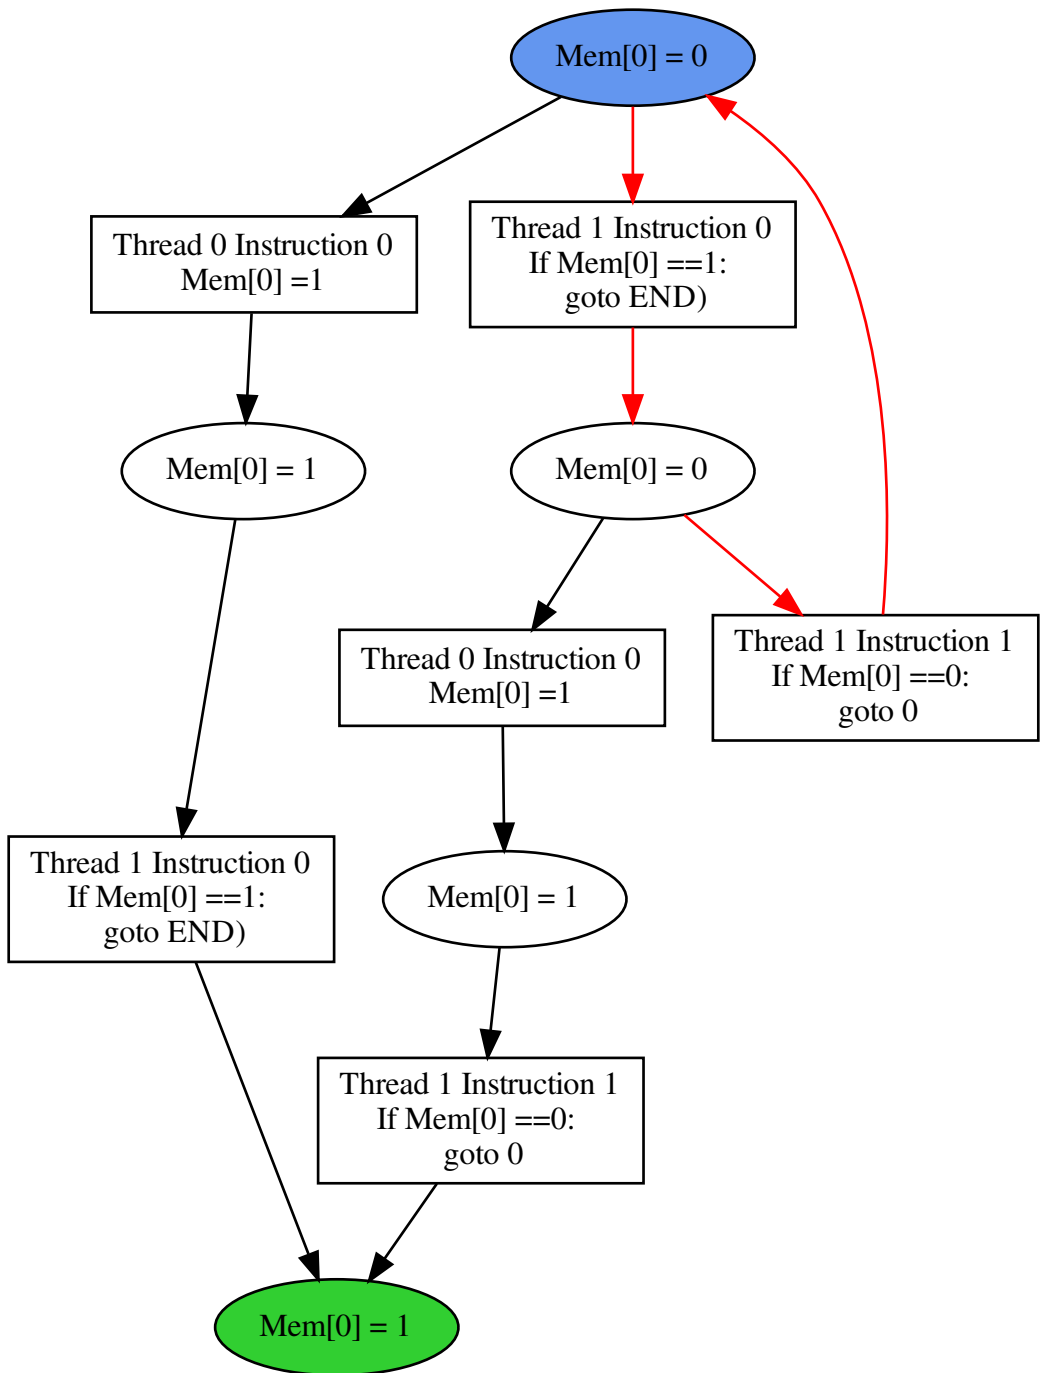 Mem[0] = 0
Thread 0 Instruction 0
Mem[0] =1
Thread 1 Instruction 0
If Mem[0] ==1:
goto END)
Mem[0] = 1
Mem[0] = 0
Thread 0 Instruction 0
Mem[0] =1
Thread 1 Instruction 1
If Mem[0] ==0:
goto 0
Thread 1 Instruction 0
If Mem[0] ==1:
goto END)
Mem[0] = 1
Thread 1 Instruction 1
If Mem[0] ==0:
goto 0
Mem[0] = 1